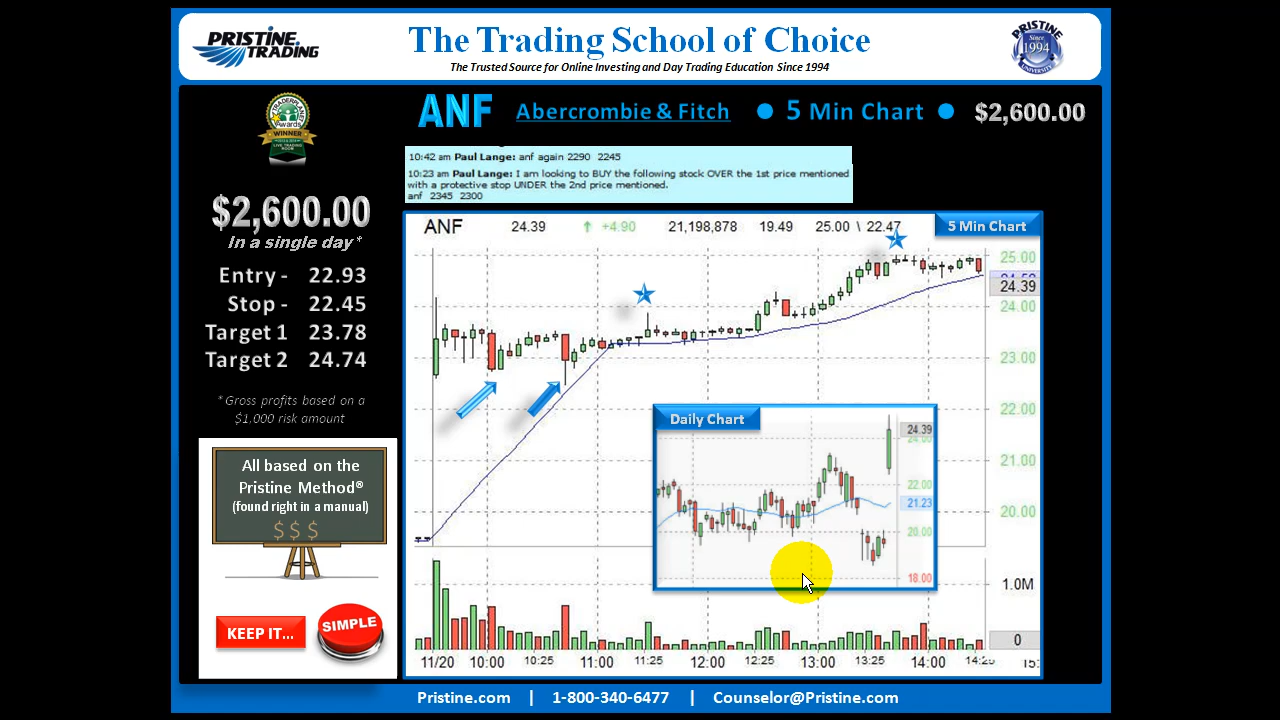 PRISTINE.
TRADING
The Trading School of Choice
The Trusted Source for Online Investing and Day Trading Education Since 1994
PRISTINE
Since
1994
UNIVERSITY
WINNER
ANF Abercrombie & Fitch ● 5 Min Chart ● $2,600.00
10:42 am Paul Lange: anf again 2290 2245
10:23 am Paul Lange: I am looking to BUY the following stock OVER the 1st price mentioned
with a protective stop UNDER the 2nd price mentioned.
anf 2345 2300
$2,600.00
In a single day*
Entry - 22.93
Stop - 22.45
Target 1 23.78
Target 2 24.74
*Gross profits based on a
$1,000 risk amount
All based on the
Pristine Method®
(found right in a manual)
$ $ $
KEEP IT...
SIMPLE
ANF 24.39 ↑ +4.90 21,198,878 19.49 25.00 \ 22.47
5 Min Chart
25.00
24.39
24.00
23.00
22.00
21.00
20.00
1.0M
0
Daily Chart
24.39
24.00
22.00
21.23
20.00
18.00
11/20 10:00 10:25 11:00 11:25 12:00 12:25 13:00 13:25 14:00 14:25 15:
Pristine.com | 1-800-340-6477 | Counselor@Pristine.com